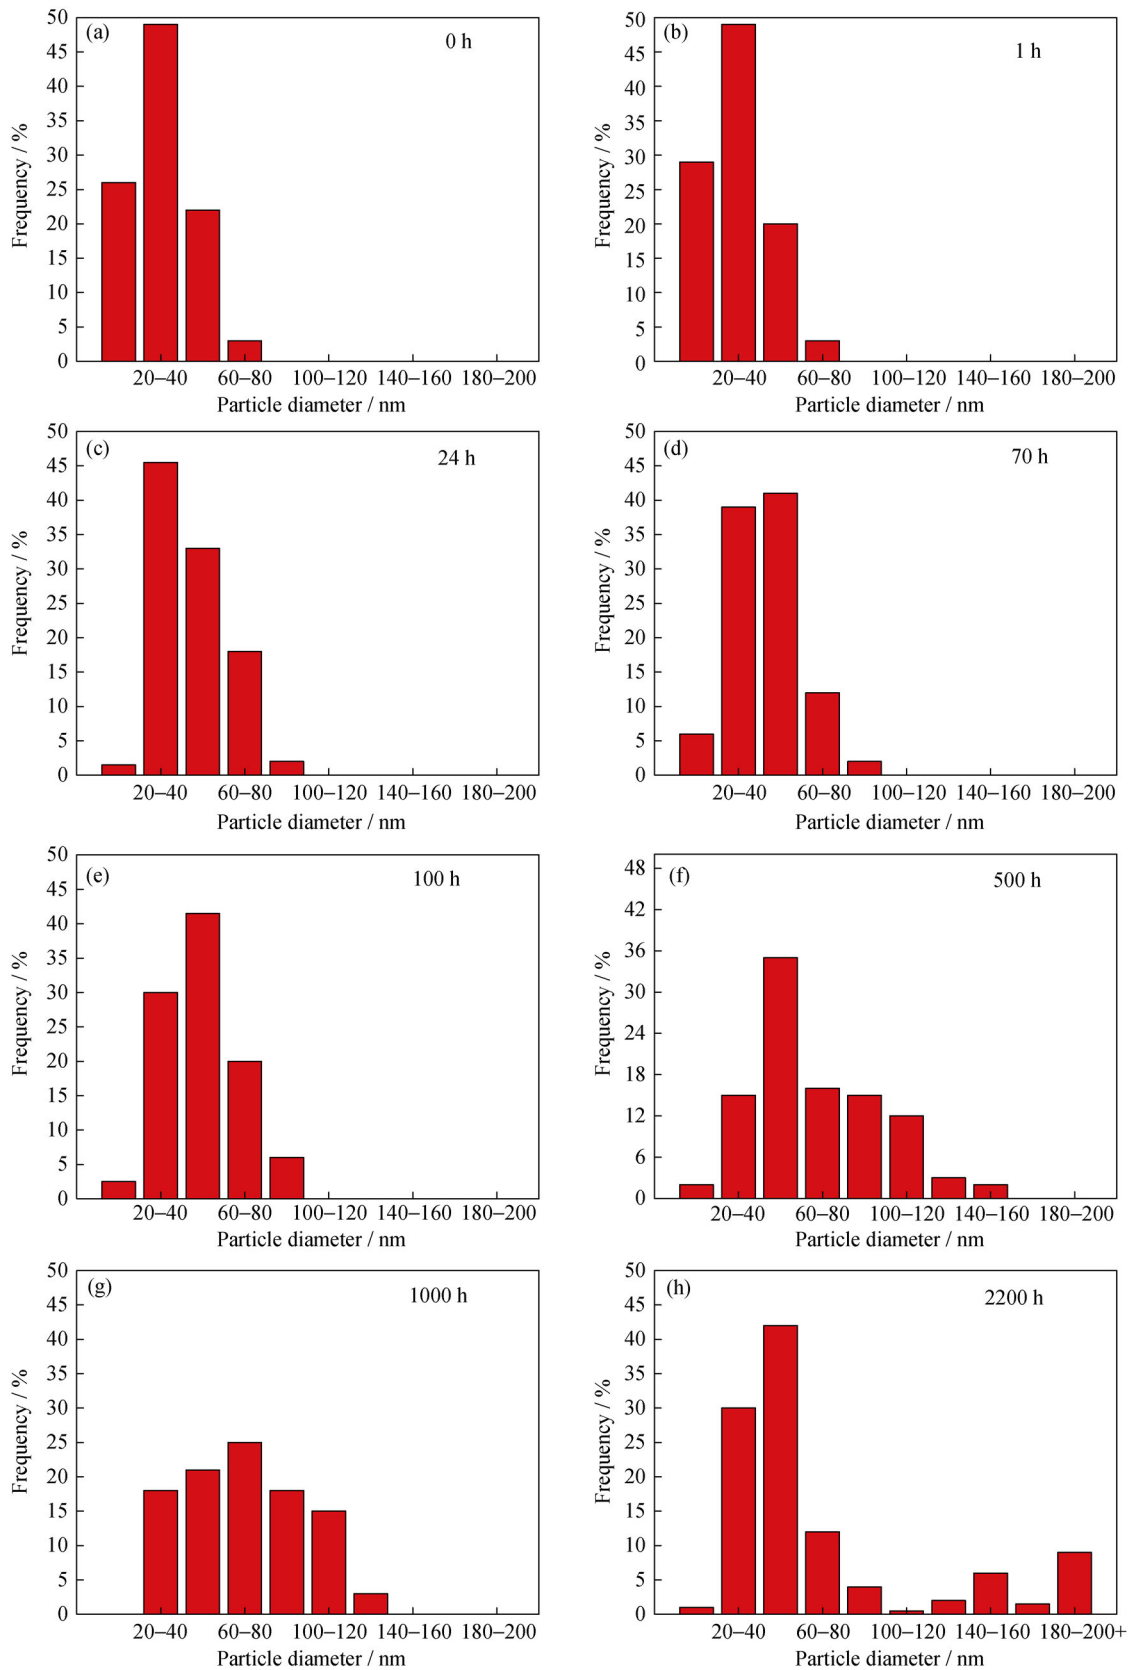 (a)
0 h
50
45
40
35
30
25
20
15
10
5
0
Frequency / %
20–40 60–80 100–120 140–160 180–200
Particle diameter / nm
(b)
1 h
50
45
40
35
30
25
20
15
10
5
0
Frequency / %
20–40 60–80 100–120 140–160 180–200
Particle diameter / nm
(c)
24 h
50
45
40
35
30
25
20
15
10
5
0
Frequency / %
20–40 60–80 100–120 140–160 180–200
Particle diameter / nm
(d)
70 h
50
45
40
35
30
25
20
15
10
5
0
Frequency / %
20–40 60–80 100–120 140–160 180–200
Particle diameter / nm
(e)
100 h
50
45
40
35
30
25
20
15
10
5
0
Frequency / %
20–40 60–80 100–120 140–160 180–200
Particle diameter / nm
(f)
500 h
48
42
36
30
24
18
12
6
0
Frequency / %
20–40 60–80 100–120 140–160 180–200
Particle diameter / nm
(g)
1000 h
50
45
40
35
30
25
20
15
10
5
0
Frequency / %
20–40 60–80 100–120 140–160 180–200
Particle diameter / nm
(h)
2200 h
50
45
40
35
30
25
20
15
10
5
0
Frequency / %
20–40 60–80 100–120 140–160 180–200+
Particle diameter / nm